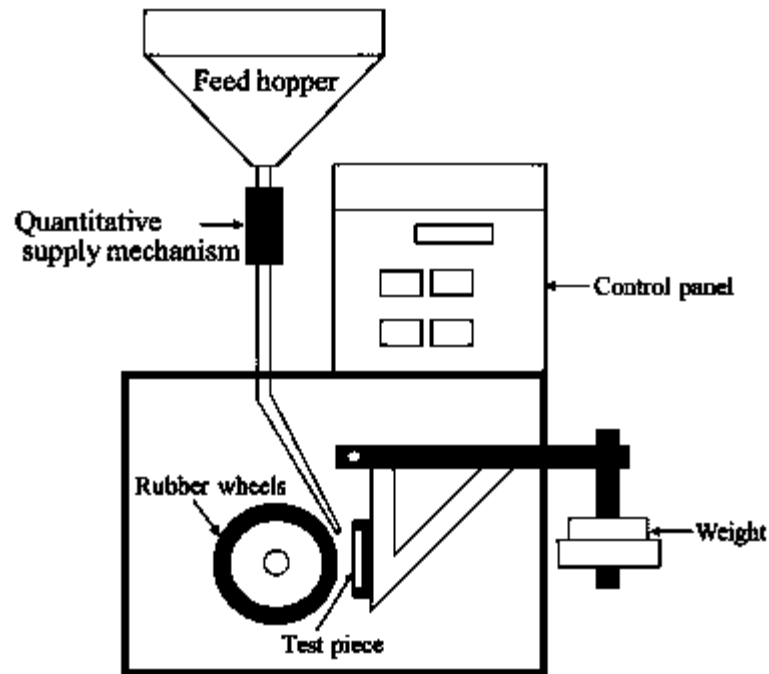 Feed hopper
Quantitative
supply mechanism
Control panel
Rubber wheels
Weight
Test piece